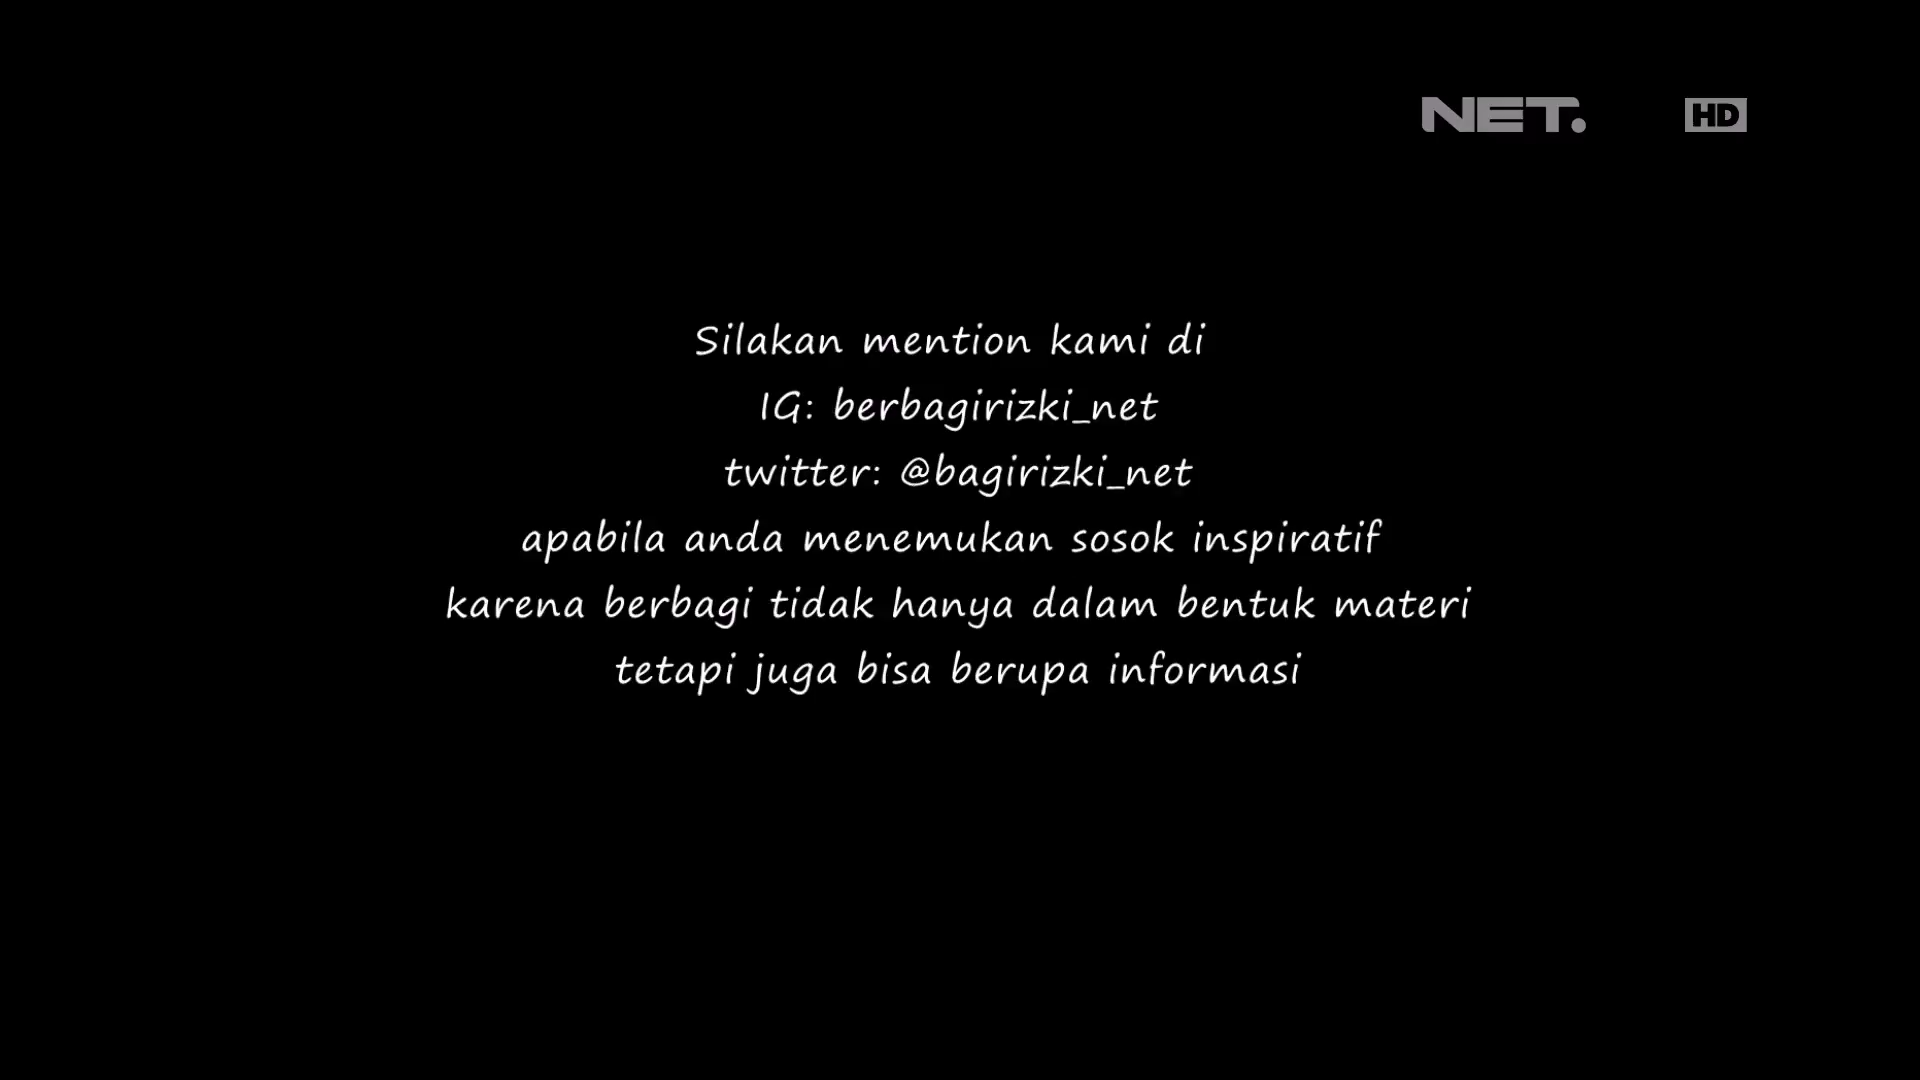 NET. HD
Silakan mention kami di
IG: berbagirizki_net
twitter: @bagirizki_net
apabila anda menemukan sosok inspiratif
karena berbagi tidak hanya dalam bentuk materi
tetapi juga bisa berupa informasi